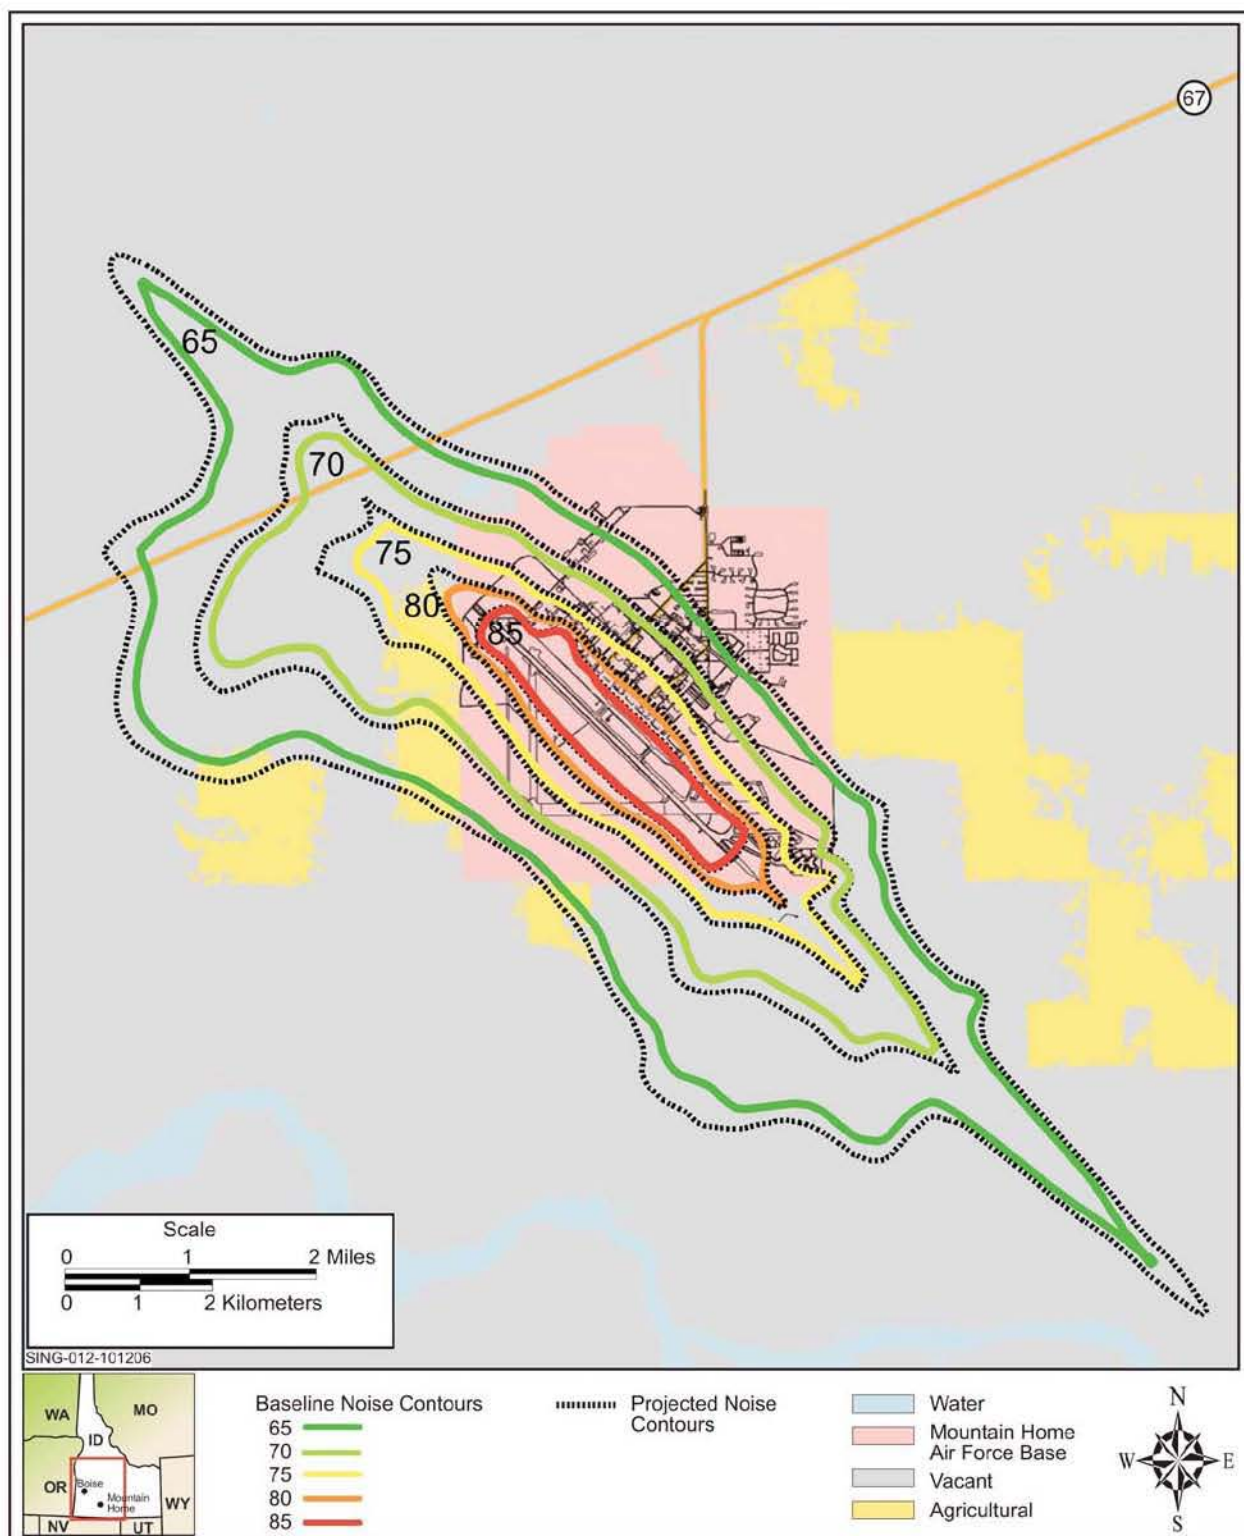 67
65
70
75
80
85
Scale
0 1 2 Miles
0 1 2 Kilometers
SING-012-101206
WA
MO
ID
OR
Boise
Mountain
Home
WY
NV
UT
Baseline Noise Contours
65
70
75
80
85
Projected Noise
Contours
Water
Mountain Home
Air Force Base
Vacant
Agricultural
N
W
E
S